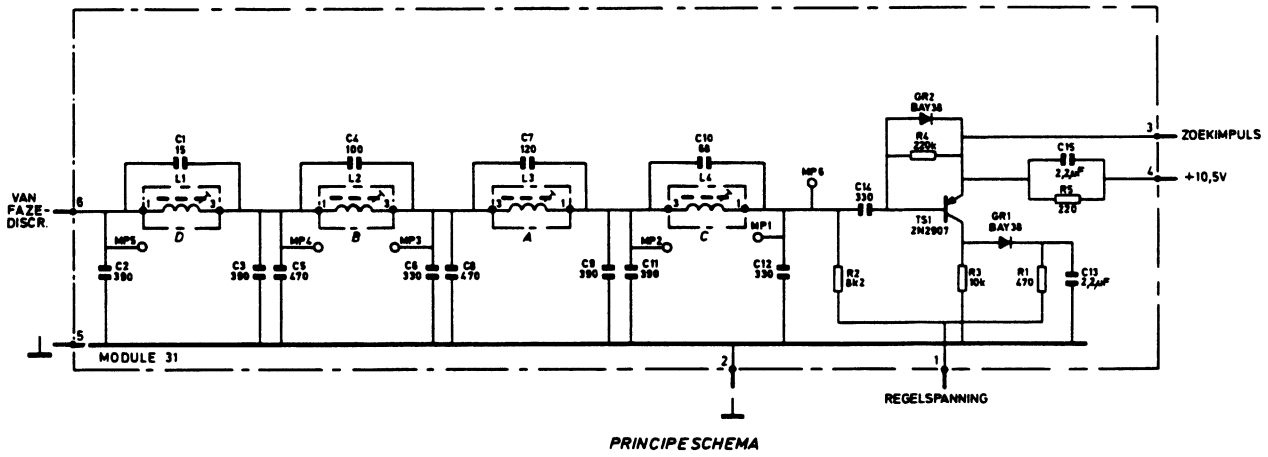 GR2
BAY38
3
ZOEKIMPULS
R4
220k
C1
15
C4
100
C7
120
C10
68
C15
2,2µF
4
+10,5V
R5
220
MP6
L1
L2
L3
L4
C14
330
VAN
FAZE-
DISCR.
6
1
3
1
3
3
1
3
1
TS1
2N2907
GR1
BAY38
D
B
A
C
MP5
MP4
MP3
MP2
MP1
C2
390
C3
390
C5
470
C6
330
C8
470
C9
390
C11
390
C12
330
R2
8k2
R3
10k
R1
470
C13
2,2µF
5
MODULE 31
2
1
REGELSPANNING
PRINCIPESCHEMA